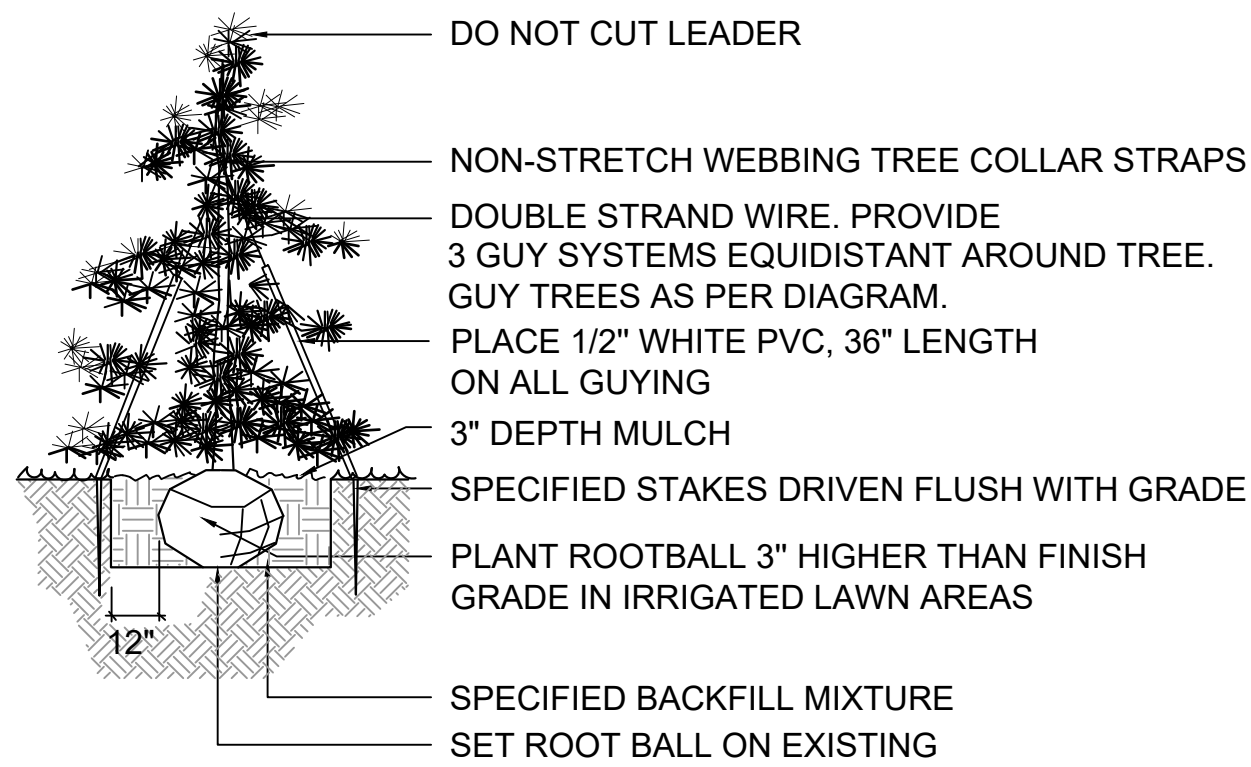 DO NOT CUT LEADER
NON-STRETCH WEBBING TREE COLLAR STRAPS
DOUBLE STRAND WIRE. PROVIDE
3 GUY SYSTEMS EQUIDISTANT AROUND TREE.
GUY TREES AS PER DIAGRAM.
PLACE 1/2" WHITE PVC, 36" LENGTH
ON ALL GUYING
3" DEPTH MULCH
SPECIFIED STAKES DRIVEN FLUSH WITH GRADE
PLANT ROOTBALL 3" HIGHER THAN FINISH
GRADE IN IRRIGATED LAWN AREAS
12"
SPECIFIED BACKFILL MIXTURE
SET ROOT BALL ON EXISTING